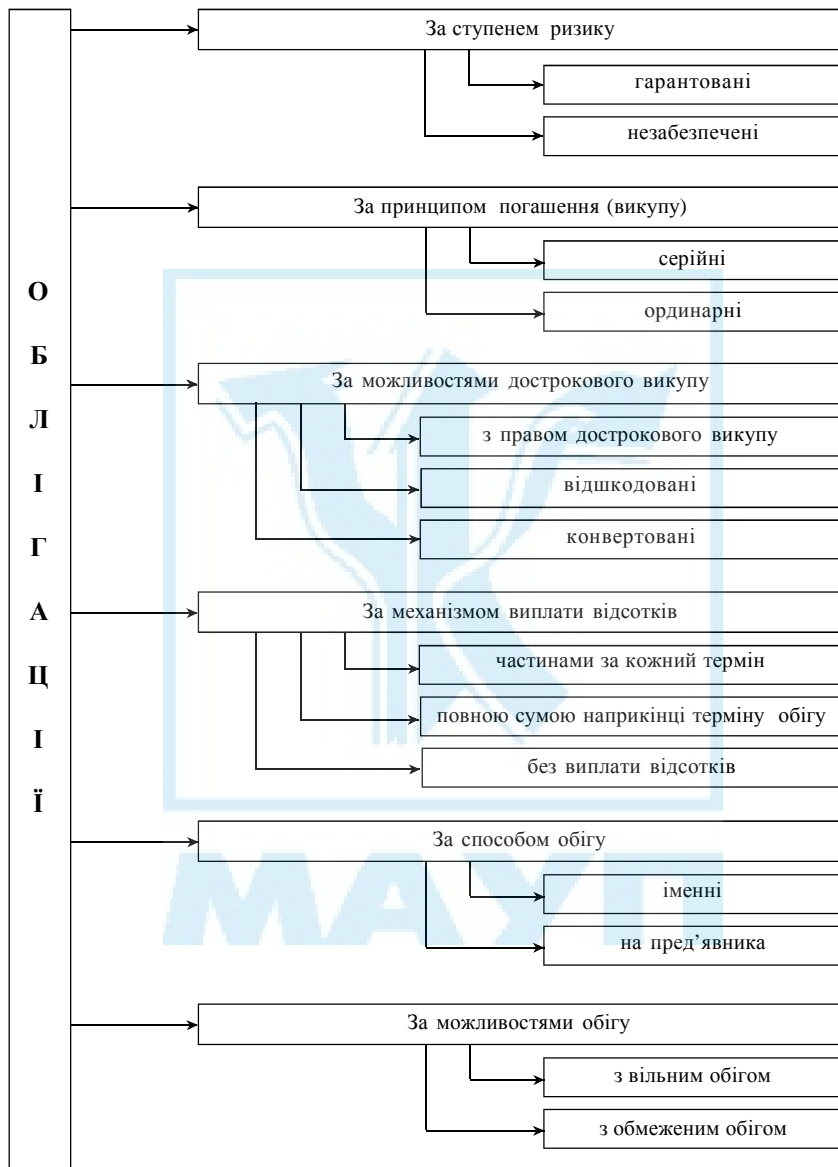 ОБЛІГАЦІЇ
За ступенем ризику
гарантовані
незабезпечені
За принципом погашення (викупу)
серійні
ординарні
За можливостями дострокового викупу
з правом дострокового викупу
відшкодовані
конвертовані
За механізмом виплати відсотків
частинами за кожний термін
повною сумою наприкінці терміну обігу
без виплати відсотків
За способом обігу
іменні
на пред’явника
За можливостями обігу
з вільним обігом
з обмеженим обігом
МАУП